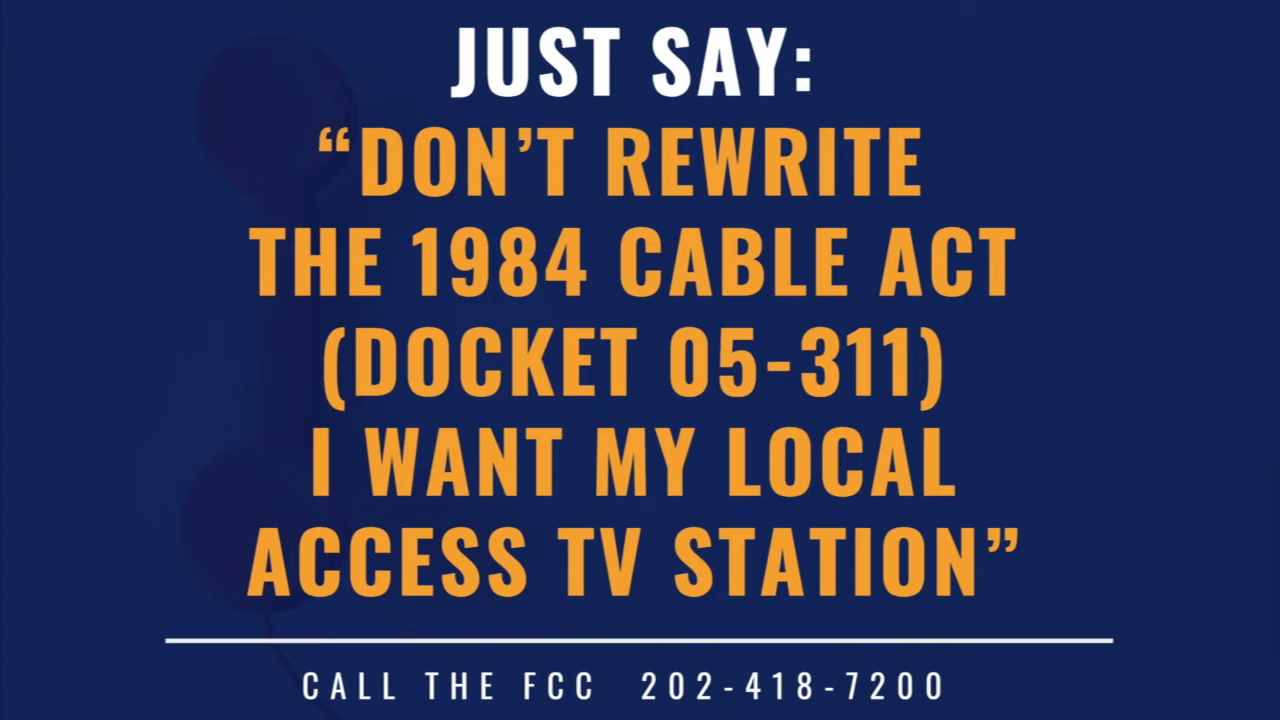 JUST SAY:
“DON’T REWRITE
THE 1984 CABLE ACT
(DOCKET 05-311)
I WANT MY LOCAL
ACCESS TV STATION”
CALL THE FCC 202-418-7200